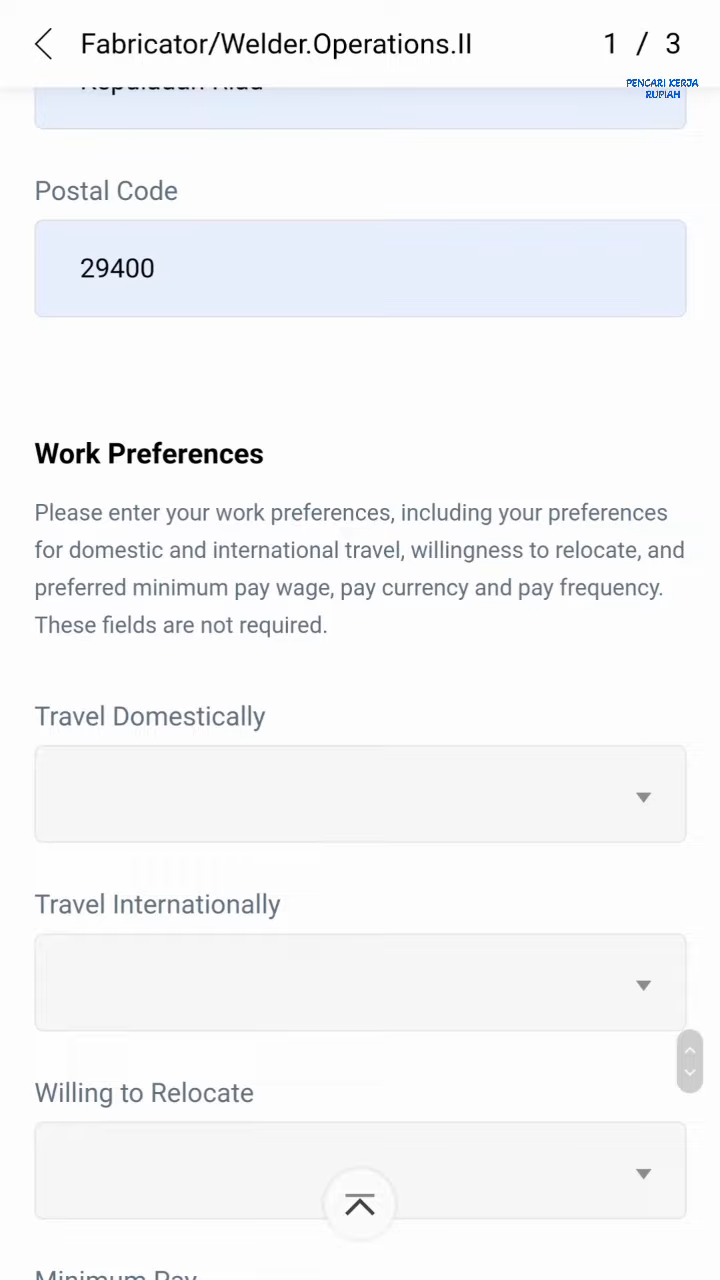 Fabricator/Welder.Operations.II
1 / 3
PENCARI KERJA
RUPIAH
Postal Code
29400
Work Preferences
Please enter your work preferences, including your preferences
for domestic and international travel, willingness to relocate, and
preferred minimum pay wage, pay currency and pay frequency.
These fields are not required.
Travel Domestically
Travel Internationally
Willing to Relocate
Minimum Pay